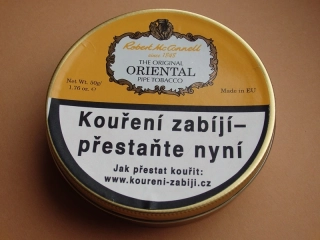 Robert McConnell
since 1848
THE ORIGINAL
ORIENTAL
PIPE TOBACCO
Net Wt. 50g
1.76 oz. e
Made in EU
Kouření zabíjí–
přestaňte nyní
Jak přestat kouřit:
www.koureni-zabiji.cz